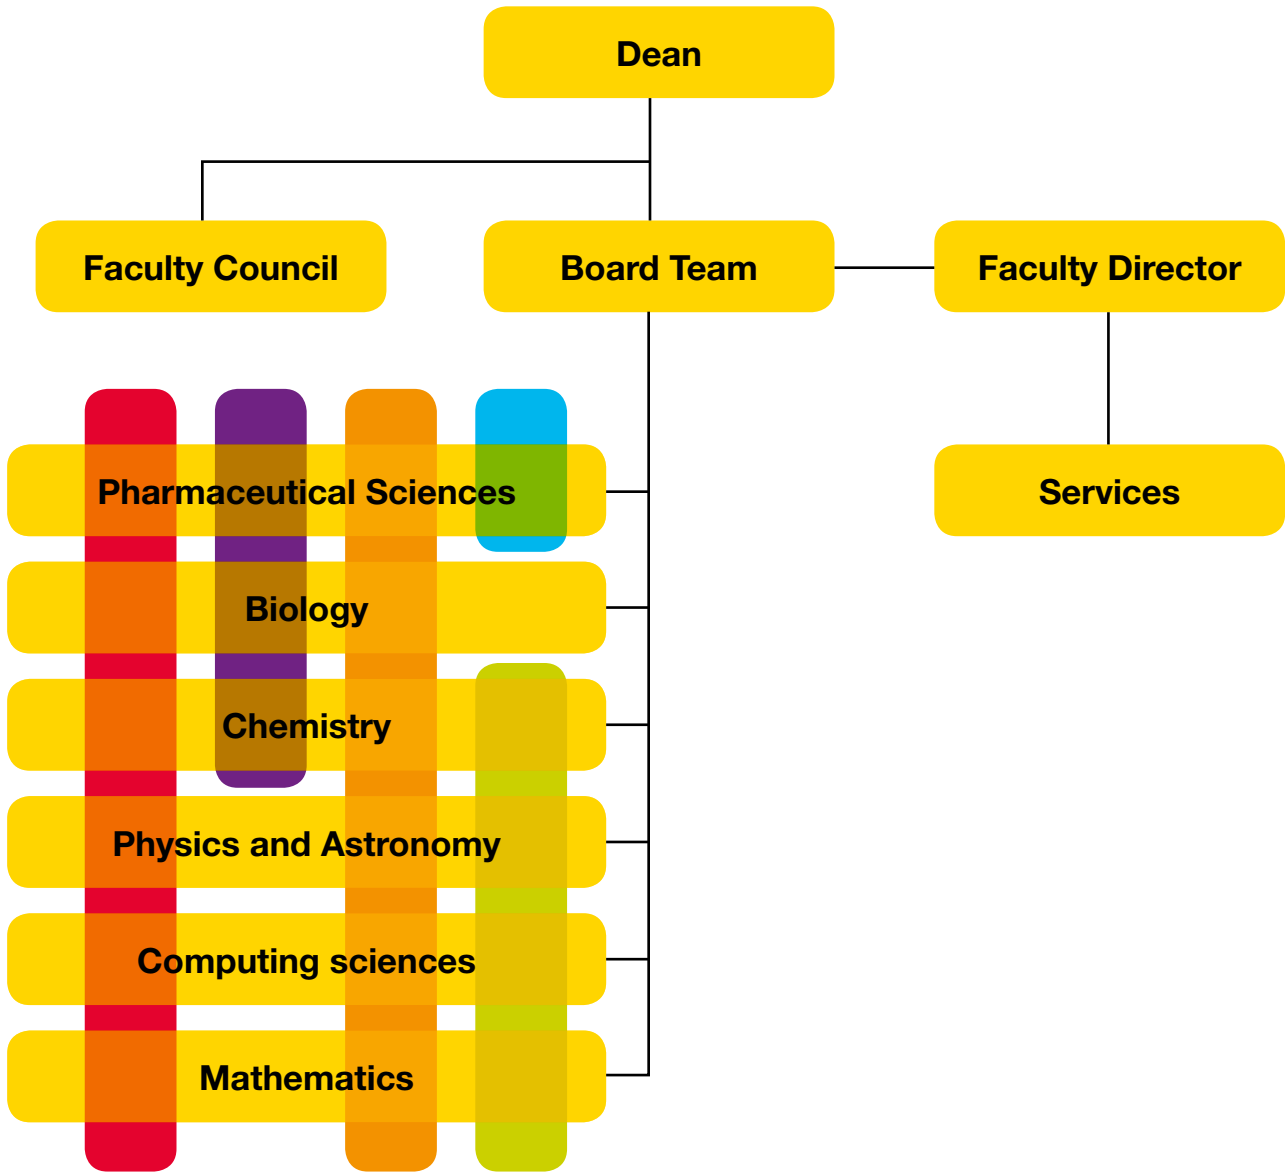 Dean
Faculty Council
Board Team
Faculty Director
Pharmaceutical Sciences
Services
Biology
Chemistry
Physics and Astronomy
Computing sciences
Mathematics